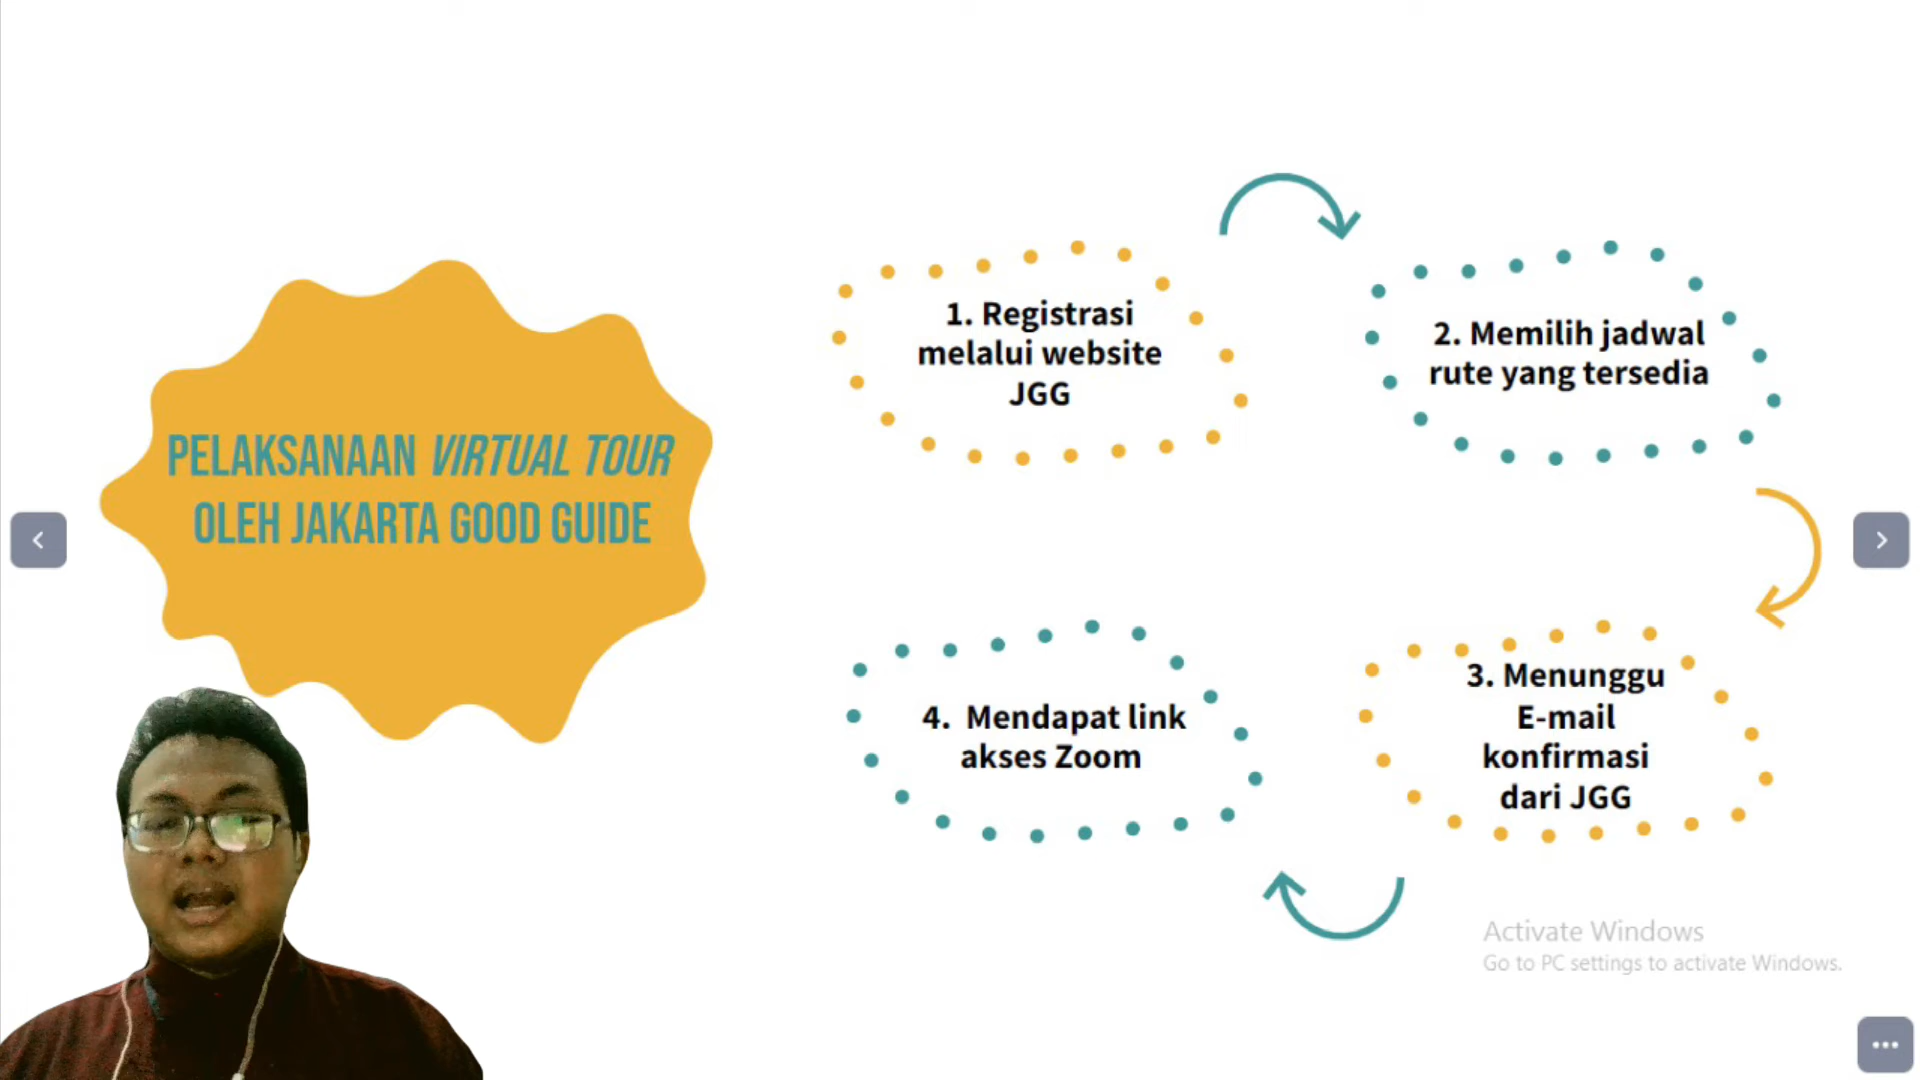 PELAKSANAAN VIRTUAL TOUR
OLEH JAKARTA GOOD GUIDE
1. Registrasi
melalui website
JGG
2. Memilih jadwal
rute yang tersedia
3. Menunggu
E-mail
konfirmasi
dari JGG
4. Mendapat link
akses Zoom
Activate Windows
Go to PC settings to activate Windows.